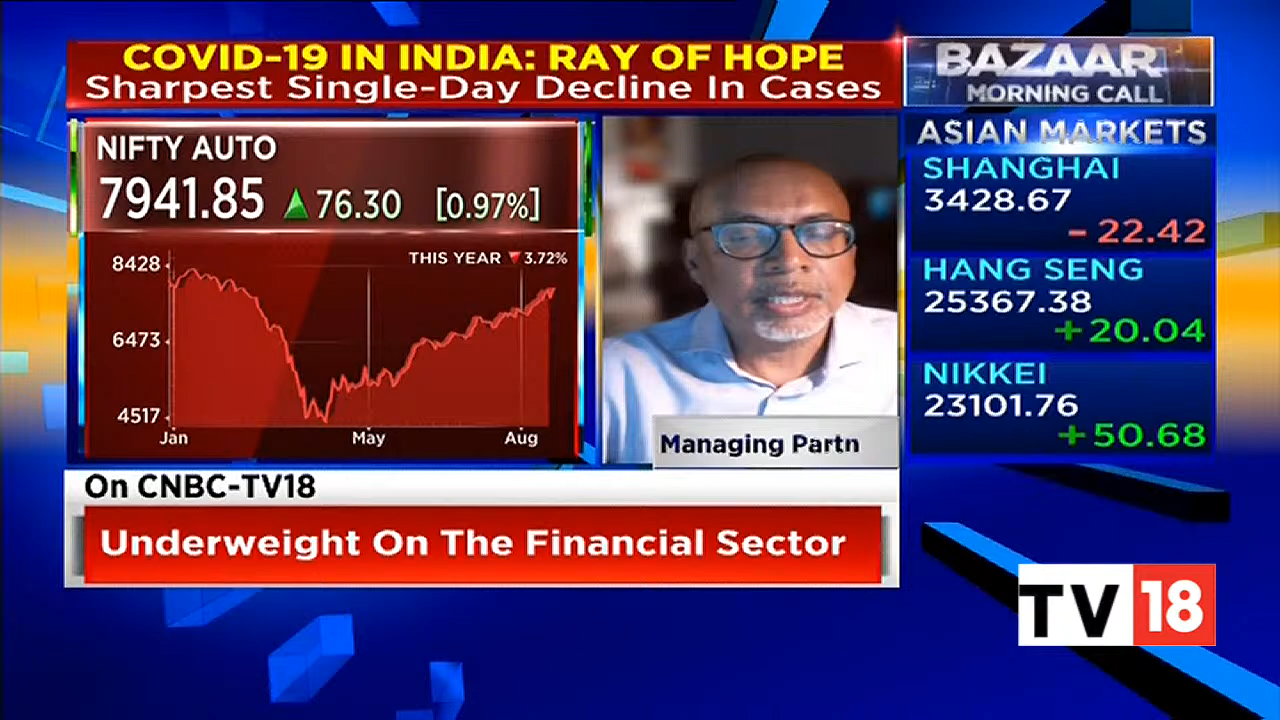 COVID-19 IN INDIA: RAY OF HOPE
Sharpest Single-Day Decline In Cases
BAZAAR
MORNING CALL
NIFTY AUTO
7941.85 ▲ 76.30 [0.97%]
THIS YEAR ▼ 3.72%
8428
6473
4517
Jan May Aug
Managing Partn
ASIAN MARKETS
SHANGHAI
3428.67
- 22.42
HANG SENG
25367.38
+ 20.04
NIKKEI
23101.76
+ 50.68
On CNBC-TV18
Underweight On The Financial Sector
TV18